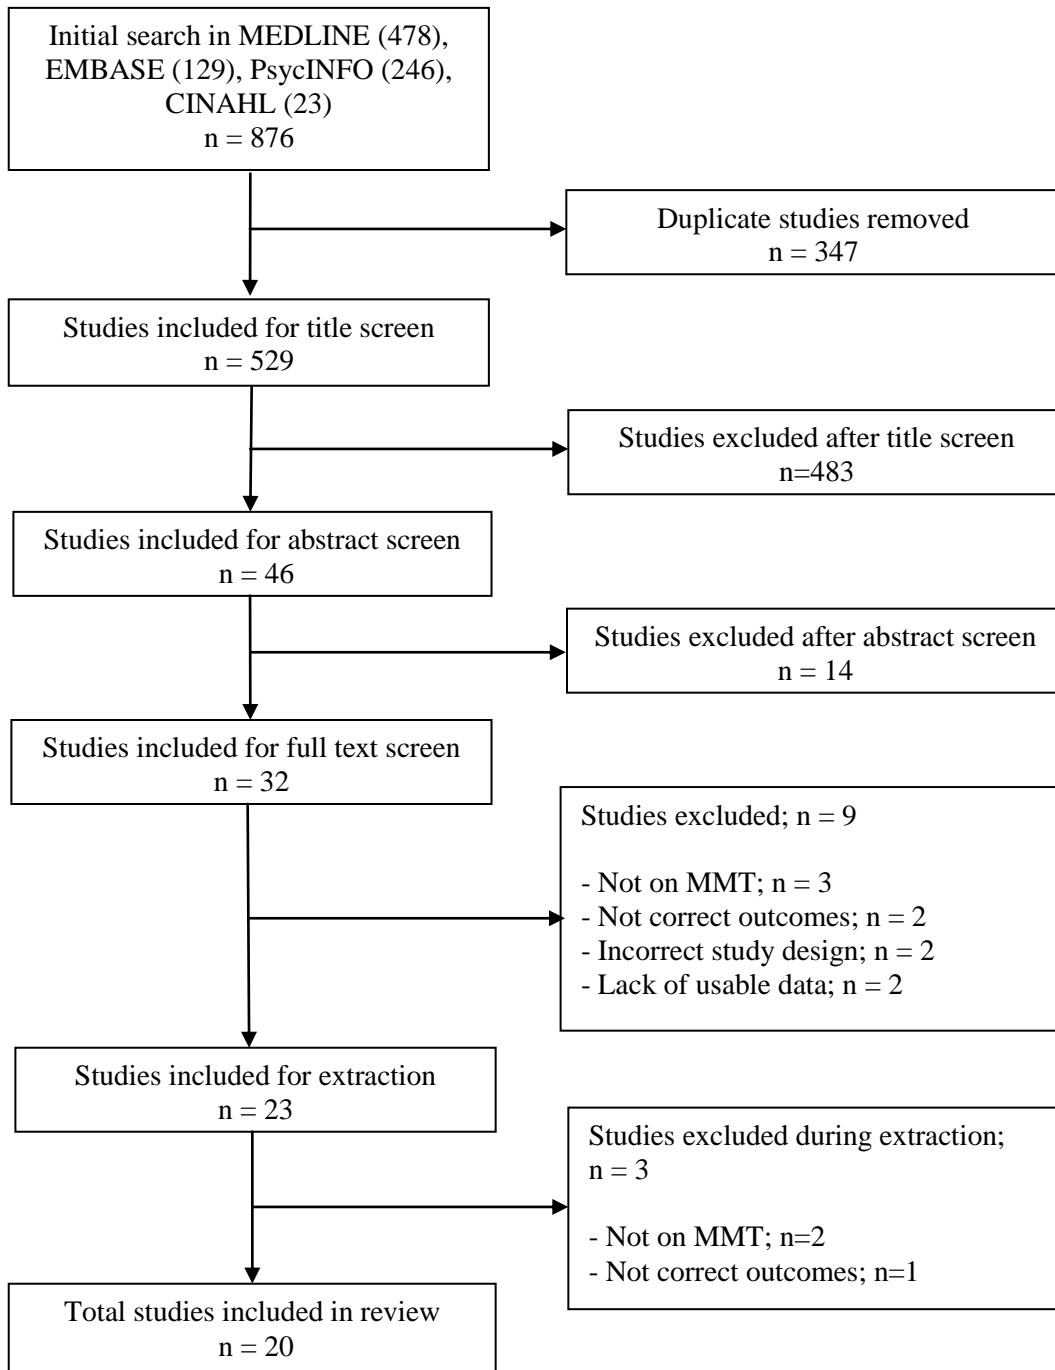 Initial search in MEDLINE (478),
EMBASE (129), PsycINFO (246),
CINAHL (23)
n = 876
Duplicate studies removed
n = 347
Studies included for title screen
n = 529
Studies excluded after title screen
n=483
Studies included for abstract screen
n = 46
Studies excluded after abstract screen
n = 14
Studies included for full text screen
n = 32
Studies excluded; n = 9
- Not on MMT; n = 3
- Not correct outcomes; n = 2
- Incorrect study design; n = 2
- Lack of usable data; n = 2
Studies included for extraction
n = 23
Studies excluded during extraction;
n = 3
- Not on MMT; n=2
- Not correct outcomes; n=1
Total studies included in review
n = 20